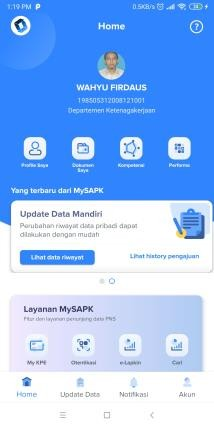 1:19 PM
0.5KB/s
Home
WAHYU FIRDAUS
198505312008121001
Departemen Ketenagakerjaan
Profile Saya
Dokumen Saya
Kompetensi
Performa
Yang terbaru dari MySAPK
Update Data Mandiri
Perubahan riwayat data pribadi dapat
dilakukan dengan mudah
Lihat data riwayat
Lihat history pengajuan
Layanan MySAPK
Fitur dan layanan penunjang data PNS
My KPE
Otentikasi
e-Lapkin
Cari
Home
Update Data
Notifikasi
Akun